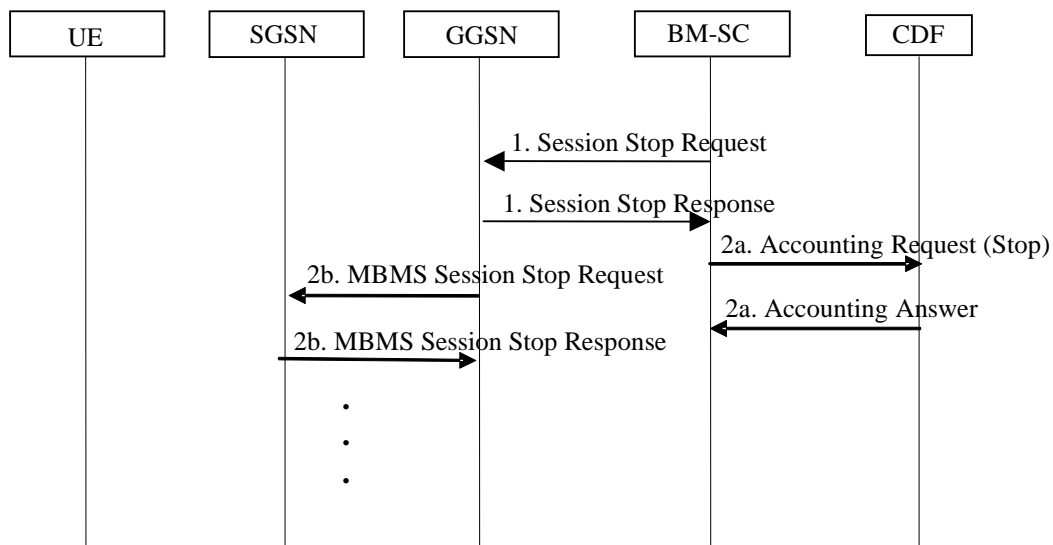 UE
SGSN
GGSN
BM-SC
CDF
1. Session Stop Request
1. Session Stop Response
2a. Accounting Request (Stop)
2b. MBMS Session Stop Request
2a. Accounting Answer
2b. MBMS Session Stop Response